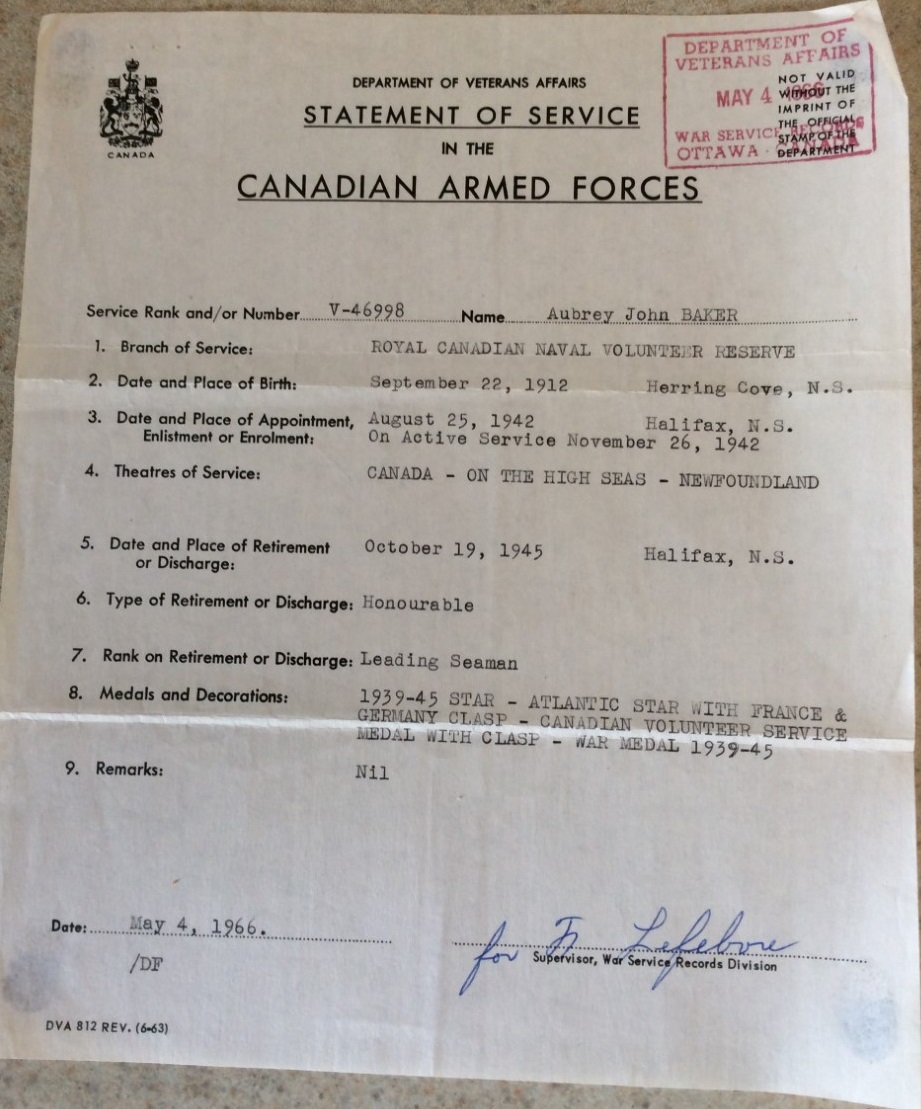 CANADA
DEPARTMENT OF VETERANS AFFAIRS
STATEMENT OF SERVICE
IN THE
CANADIAN ARMED FORCES
DEPARTMENT OF
VETERANS AFFAIRS
MAY 4 1966
WAR SERVICE RECORDS
OTTAWA - CANADA
NOT VALID
WITHOUT THE
IMPRINT OF
THE OFFICIAL
STAMP OF THE
DEPARTMENT
Service Rank and/or Number V-46998 Name Aubrey John BAKER
1. Branch of Service: ROYAL CANADIAN NAVAL VOLUNTEER RESERVE
2. Date and Place of Birth: September 22, 1912 Herring Cove, N.S.
3. Date and Place of Appointment, August 25, 1942 Halifax, N.S.
Enlistment or Enrolment: On Active Service November 26, 1942
4. Theatres of Service: CANADA - ON THE HIGH SEAS - NEWFOUNDLAND
5. Date and Place of Retirement October 19, 1945 Halifax, N.S.
or Discharge:
6. Type of Retirement or Discharge: Honourable
7. Rank on Retirement or Discharge: Leading Seaman
8. Medals and Decorations: 1939-45 STAR - ATLANTIC STAR WITH FRANCE &
GERMANY CLASP - CANADIAN VOLUNTEER SERVICE
MEDAL WITH CLASP - WAR MEDAL 1939-45
9. Remarks: Nil
Date: May 4, 1966.
/DF
for Lefebvre
Supervisor, War Service Records Division
DVA 812 REV. (6-63)